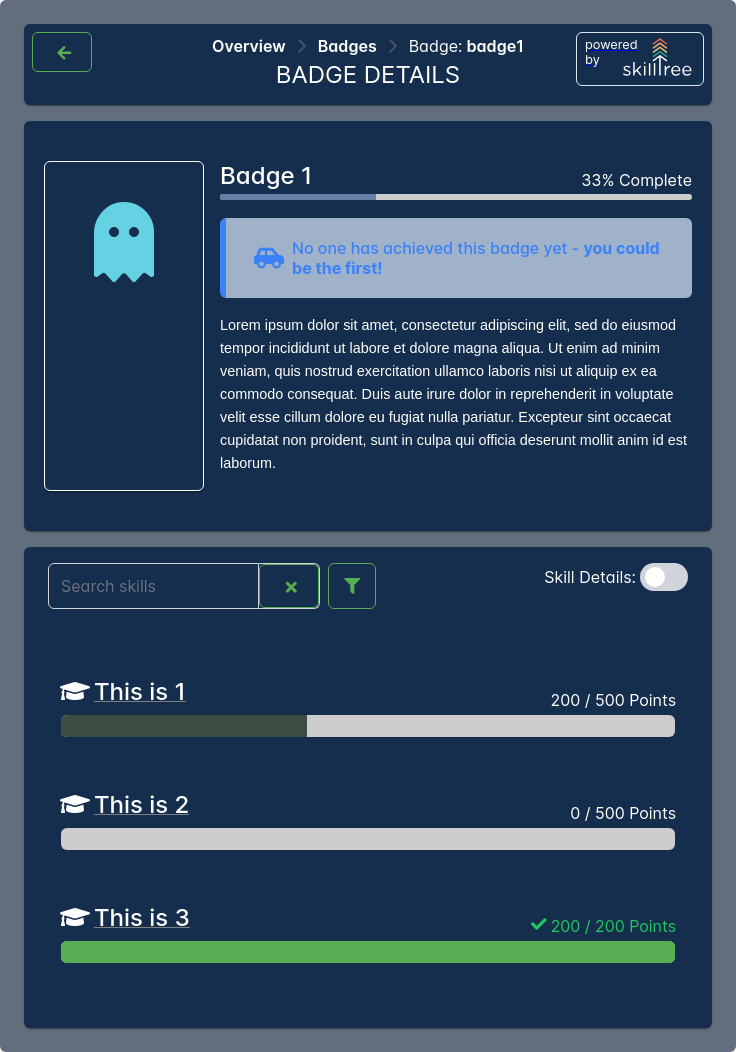 Overview Badges Badge: badge1
BADGE DETAILS
powered
by
skilltree
Badge 1
33% Complete
No one has achieved this badge yet - you could
be the first!
Lorem ipsum dolor sit amet, consectetur adipiscing elit, sed do eiusmod
tempor incididunt ut labore et dolore magna aliqua. Ut enim ad minim
veniam, quis nostrud exercitation ullamco laboris nisi ut aliquip ex ea
commodo consequat. Duis aute irure dolor in reprehenderit in voluptate
velit esse cillum dolore eu fugiat nulla pariatur. Excepteur sint occaecat
cupidatat non proident, sunt in culpa qui officia deserunt mollit anim id est
laborum.
Search skills
Skill Details:
This is 1
200 / 500 Points
This is 2
0 / 500 Points
This is 3
200 / 200 Points